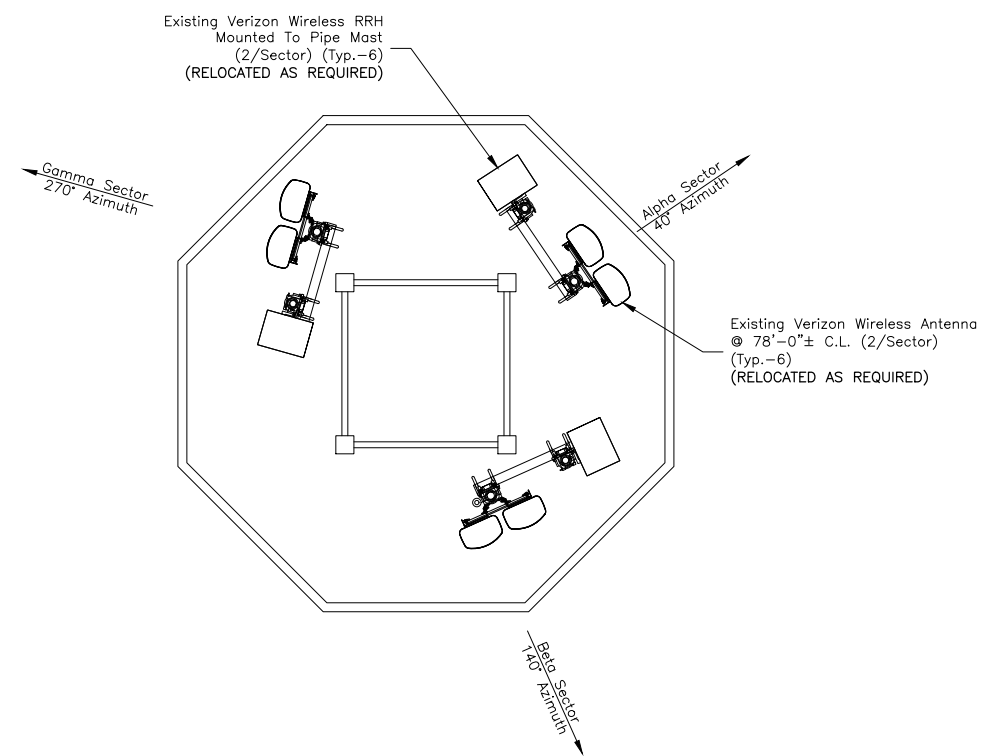 Existing Verizon Wireless RRH
Mounted To Pipe Mast
(2/Sector) (Typ.-6)
(RELOCATED AS REQUIRED)
Gamma Sector
270° Azimuth
Alpha Sector
40° Azimuth
Existing Verizon Wireless Antenna
@ 78'-0"± C.L. (2/Sector)
(Typ.-6)
(RELOCATED AS REQUIRED)
Beta Sector
140° Azimuth